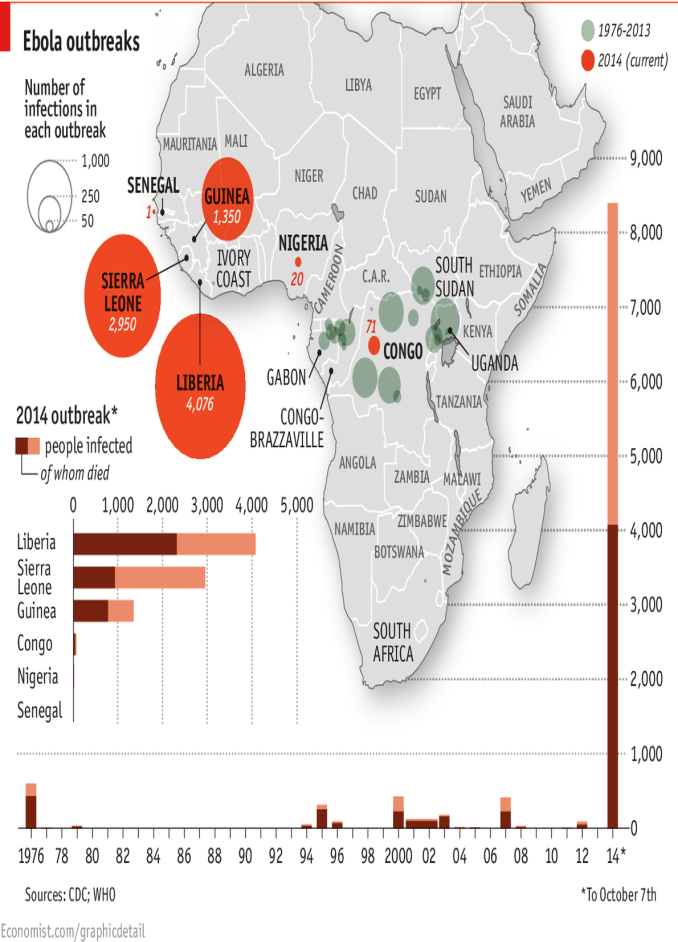 Ebola outbreaks
1976-2013
2014 (current)
Number of
infections in
each outbreak
1,000
250
50
ALGERIA
LIBYA
EGYPT
SAUDI
ARABIA
YEMEN
MAURITANIA
MALI
NIGER
CHAD
SUDAN
SENEGAL
1
GUINEA
1,350
IVORY
COAST
NIGERIA
20
CAMEROON
C.A.R.
SOUTH
SUDAN
ETHIOPIA
SOMALIA
SIERRA
LEONE
2,950
LIBERIA
4,076
71
CONGO
KENYA
UGANDA
GABON
CONGO-
BRAZZAVILLE
TANZANIA
ANGOLA
ZAMBIA
MALAWI
MOZAMBIQUE
NAMIBIA
ZIMBABWE
BOTSWANA
SOUTH
AFRICA
2014 outbreak*
people infected
of whom died
0 1,000 2,000 3,000 4,000 5,000
Liberia
Sierra
Leone
Guinea
Congo
Nigeria
Senegal
9,000
8,000
7,000
6,000
5,000
4,000
3,000
2,000
1,000
0
1976 78 80 82 84 86 88 90 92 94 96 98 2000 02 04 06 08 10 12 14*
Sources: CDC; WHO
*To October 7th
Economist.com/graphicdetail